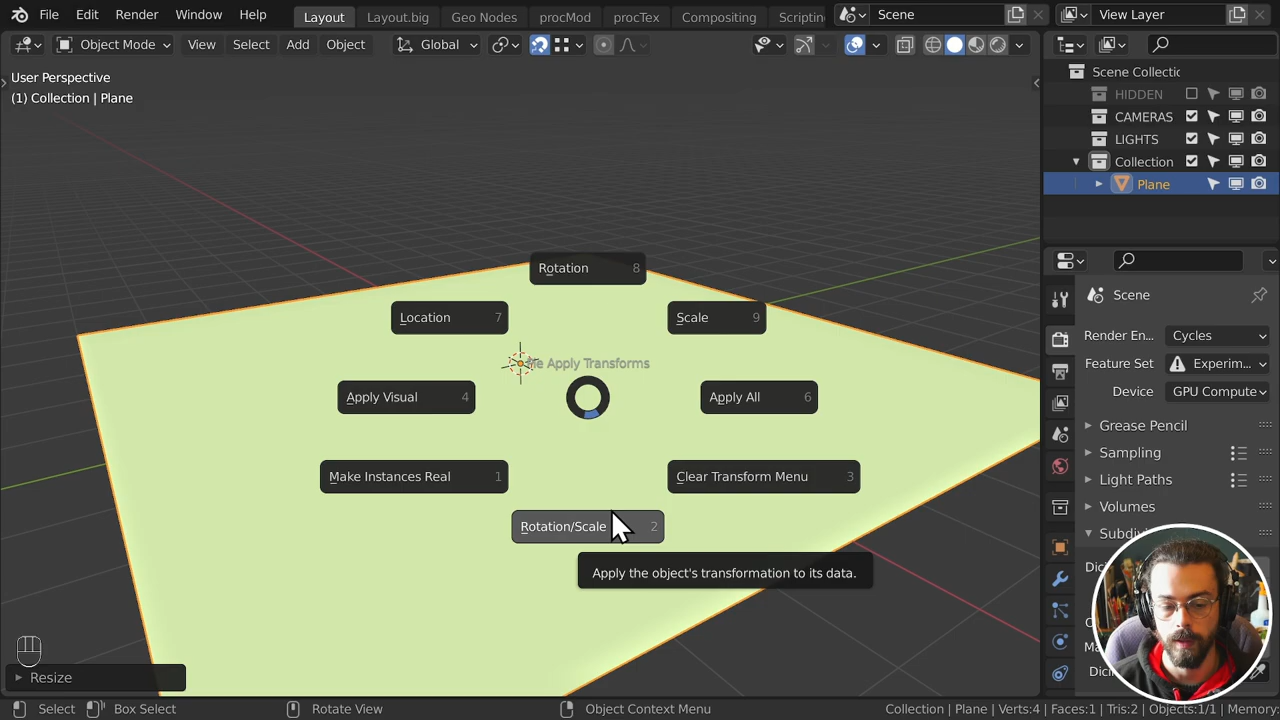 File Edit Render Window Help Layout Layout.big Geo Nodes procMod procTex Compositing Scripting Scene View Layer
Object Mode View Select Add Object Global
User Perspective
(1) Collection | Plane
Scene Collectic
HIDDEN
CAMERAS
LIGHTS
Collection
Plane
Rotation 8
Location 7
Scale 9
Apply Transforms
Apply Visual 4
Apply All 6
Make Instances Real 1
Clear Transform Menu 3
Rotation/Scale 2
Apply the object's transformation to its data.
Scene
Render En... Cycles
Feature Set Experim...
Device GPU Compute
Grease Pencil
Sampling
Light Paths
Volumes
Subdivi
Resize
Select Box Select Rotate View Object Context Menu Collection | Plane | Verts:4 | Faces:1 | Tris:2 | Objects:1/1 | Memory: